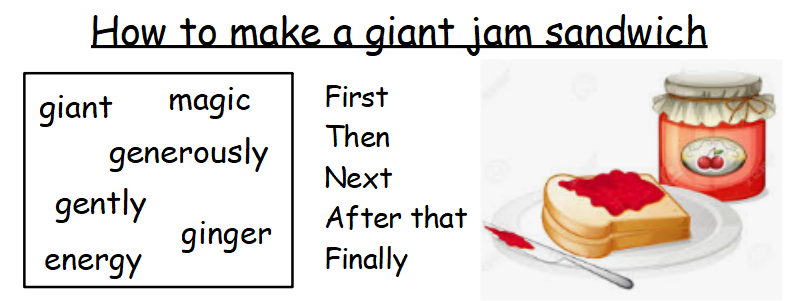 How to make a giant jam sandwich
giant magic
generously
gently
ginger
energy
First
Then
Next
After that
Finally